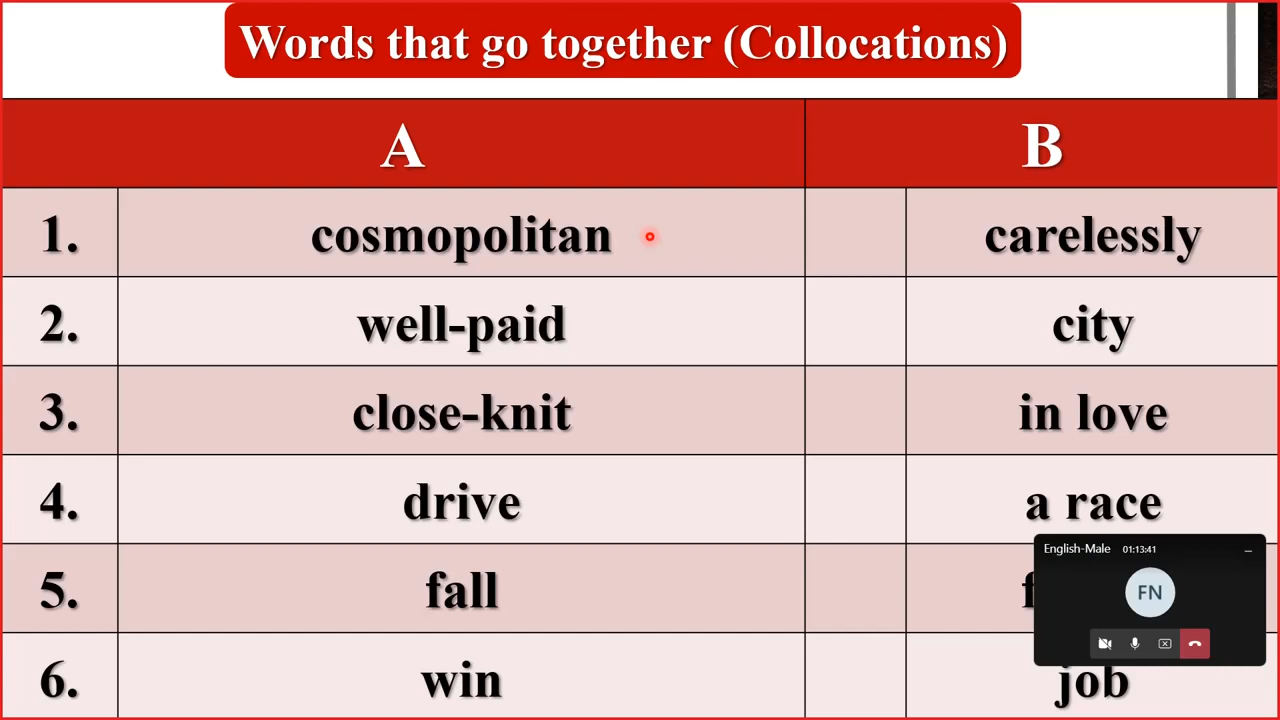 Words that go together (Collocations)
A B
1. cosmopolitan carelessly
2. well-paid city
3. close-knit in love
4. drive a race
English-Male 01:13:41
FN
5. fall
6. win job